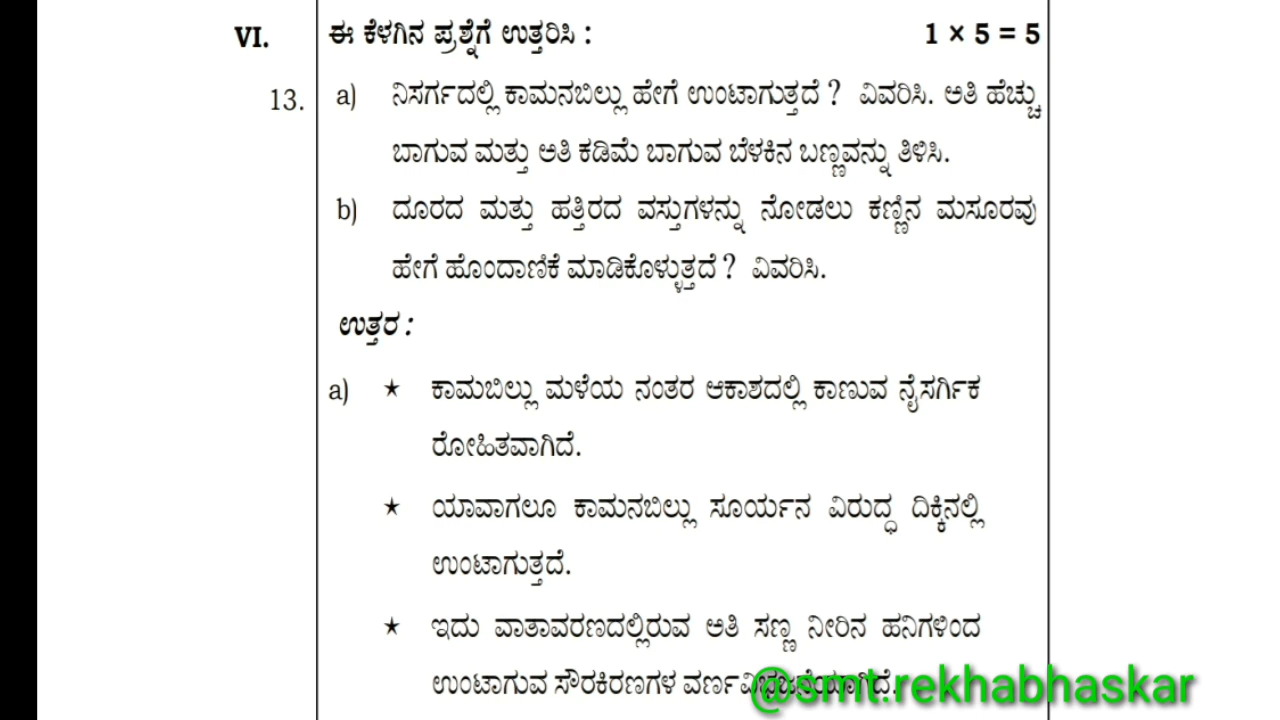 VI. ಈ ಕೆಳಗಿನ ಪ್ರಶ್ನೆಗೆ ಉತ್ತರಿಸಿ : 1 × 5 = 5
13. a) ನಿಸರ್ಗದಲ್ಲಿ ಕಾಮನಬಿಲ್ಲು ಹೇಗೆ ಉಂಟಾಗುತ್ತದೆ ? ವಿವರಿಸಿ. ಅತಿ ಹೆಚ್ಚು
ಬಾಗುವ ಮತ್ತು ಅತಿ ಕಡಿಮೆ ಬಾಗುವ ಬೆಳಕಿನ ಬಣ್ಣವನ್ನು ತಿಳಿಸಿ.
b) ದೂರದ ಮತ್ತು ಹತ್ತಿರದ ವಸ್ತುಗಳನ್ನು ನೋಡಲು ಕಣ್ಣಿನ ಮಸೂರವು
ಹೇಗೆ ಹೊಂದಾಣಿಕೆ ಮಾಡಿಕೊಳ್ಳುತ್ತದೆ ? ವಿವರಿಸಿ.
ಉತ್ತರ :
a) ★ ಕಾಮಬಿಲ್ಲು ಮಳೆಯ ನಂತರ ಆಕಾಶದಲ್ಲಿ ಕಾಣುವ ನೈಸರ್ಗಿಕ
ರೋಹಿತವಾಗಿದೆ.
★ ಯಾವಾಗಲೂ ಕಾಮನಬಿಲ್ಲು ಸೂರ್ಯನ ವಿರುದ್ಧ ದಿಕ್ಕಿನಲ್ಲಿ
ಉಂಟಾಗುತ್ತದೆ.
★ ಇದು ವಾತಾವರಣದಲ್ಲಿರುವ ಅತಿ ಸಣ್ಣ ನೀರಿನ ಹನಿಗಳಿಂದ
ಉಂಟಾಗುವ ಸೌರಕಿರಣಗಳ
@smt.rekhabhaskar